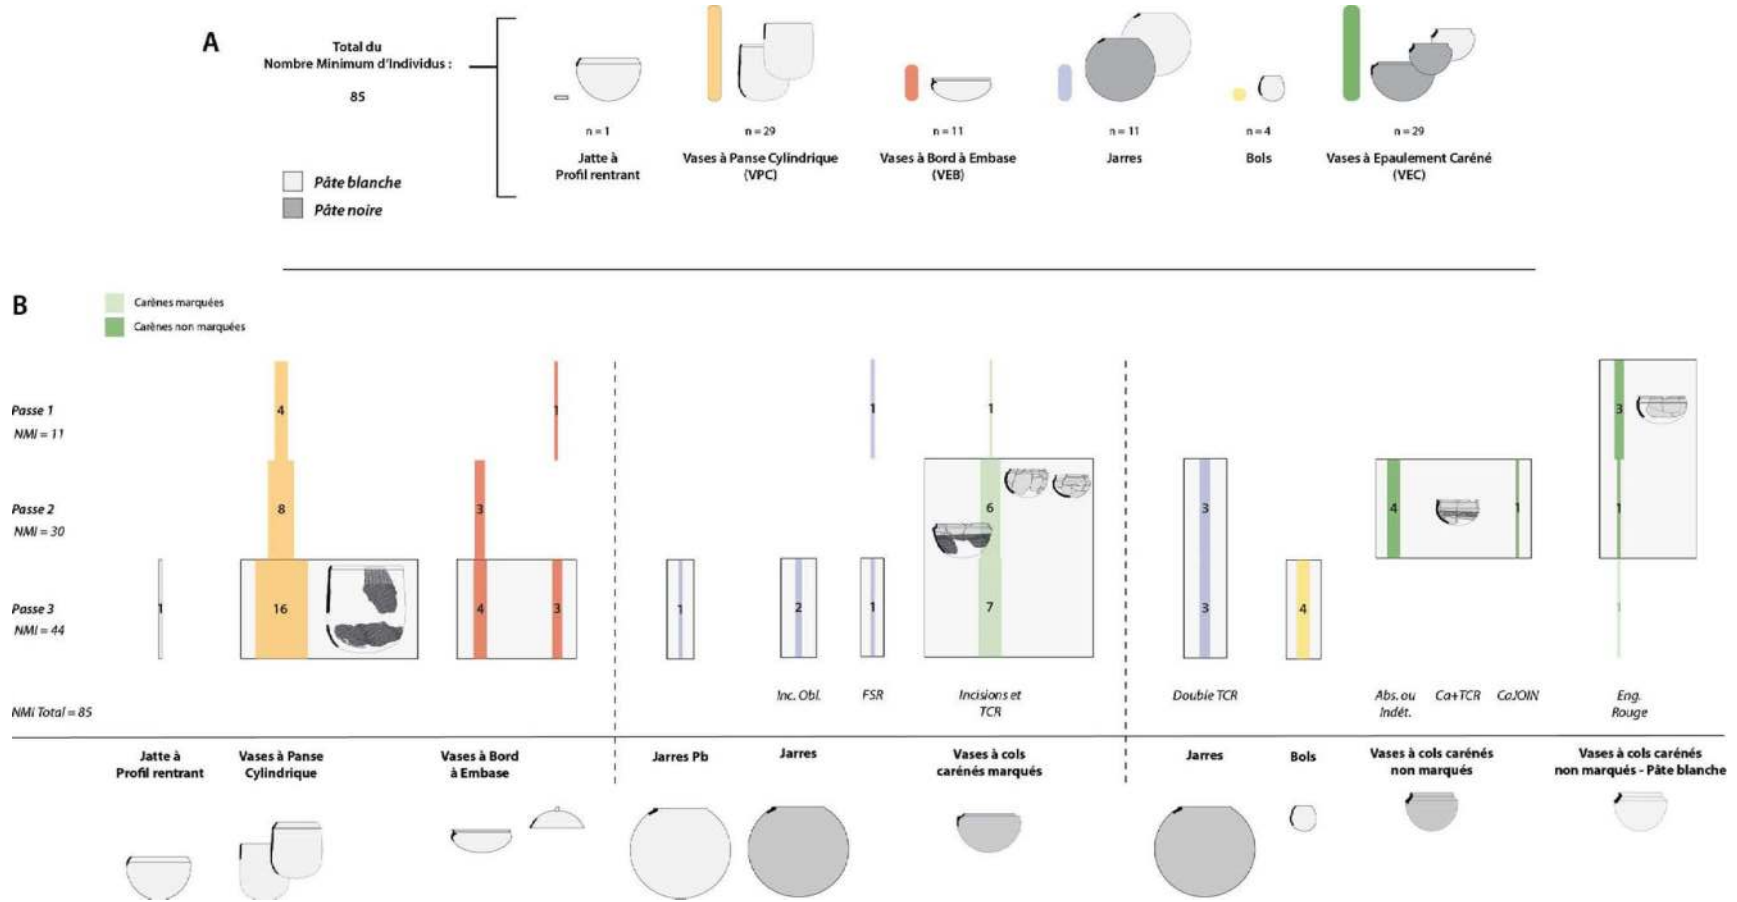 A
Total du
Nombre Minimum d'Individus :
85
Pâte blanche
Pâte noire
n = 1
Jatte à
Profil rentrant
n = 29
Vases à Panse Cylindrique
(VPC)
n = 11
Vases à Bord à Embase
(VEB)
n = 11
Jarres
n = 4
Bols
n = 29
Vases à Epaulement Caréné
(VEC)
B
Carènes marquées
Carènes non marquées
Passe 1
NMI = 11
4
1
1
1
3
Passe 2
NMI = 30
8
3
6
3
4
1
1
Passe 3
NMI = 44
1
16
4
3
1
2
1
7
3
4
1
NMI Total = 85
Inc. Obl.
FSR
Incisions et
TCR
Double TCR
Abs. ou
Indét.
Ca+TCR
CaJOIN
Eng.
Rouge
Jatte à
Profil rentrant
Vases à Panse
Cylindrique
Vases à Bord
à Embase
Jarres Pb
Jarres
Vases à cols
carénés marqués
Jarres
Bols
Vases à cols carénés
non marqués
Vases à cols carénés
non marqués - Pâte blanche